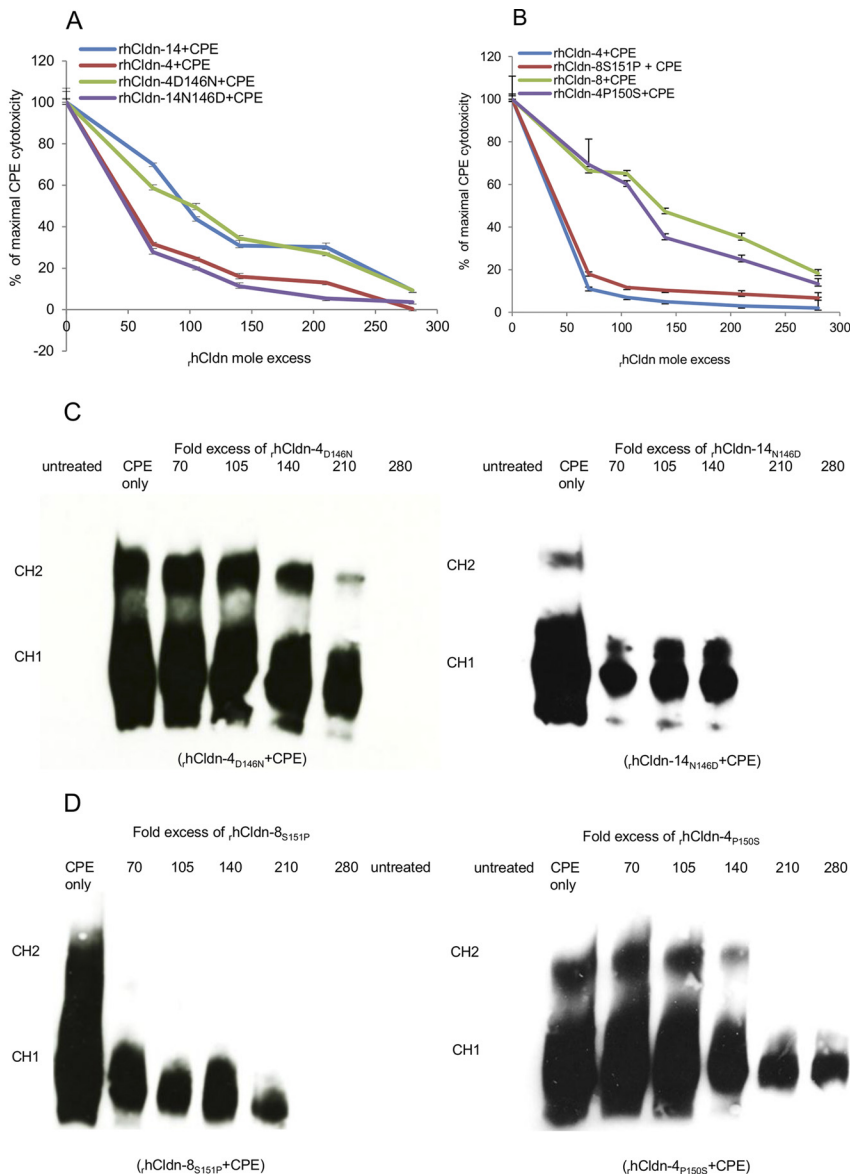 A
rhCldn-14+CPE
rhCldn-4+CPE
rhCldn-4D146N+CPE
rhCldn-14N146D+CPE
120
100
80
60
40
20
0
-20
0 50 100 150 200 250 300
% of maximal CPE cytotoxicity
rhCldn mole excess
B
rhCldn-4+CPE
rhCldn-8S151P + CPE
rhCldn-8+CPE
rhCldn-4P150S+CPE
120
100
80
60
40
20
0
0 50 100 150 200 250 300
% of maximal CPE cytotoxicity
rhCldn mole excess
C
Fold excess of rhCldn-4D146N
untreated CPE only 70 105 140 210 280
CH2
CH1
(rhCldn-4D146N+CPE)
Fold excess of rhCldn-14N146D
untreated CPE only 70 105 140 210 280
CH2
CH1
(rhCldn-14N146D+CPE)
D
Fold excess of rhCldn-8S151P
CPE only 70 105 140 210 280 untreated
CH2
CH1
(rhCldn-8S151P+CPE)
Fold excess of rhCldn-4P150S
untreated CPE only 70 105 140 210 280
CH2
CH1
(rhCldn-4P150S+CPE)